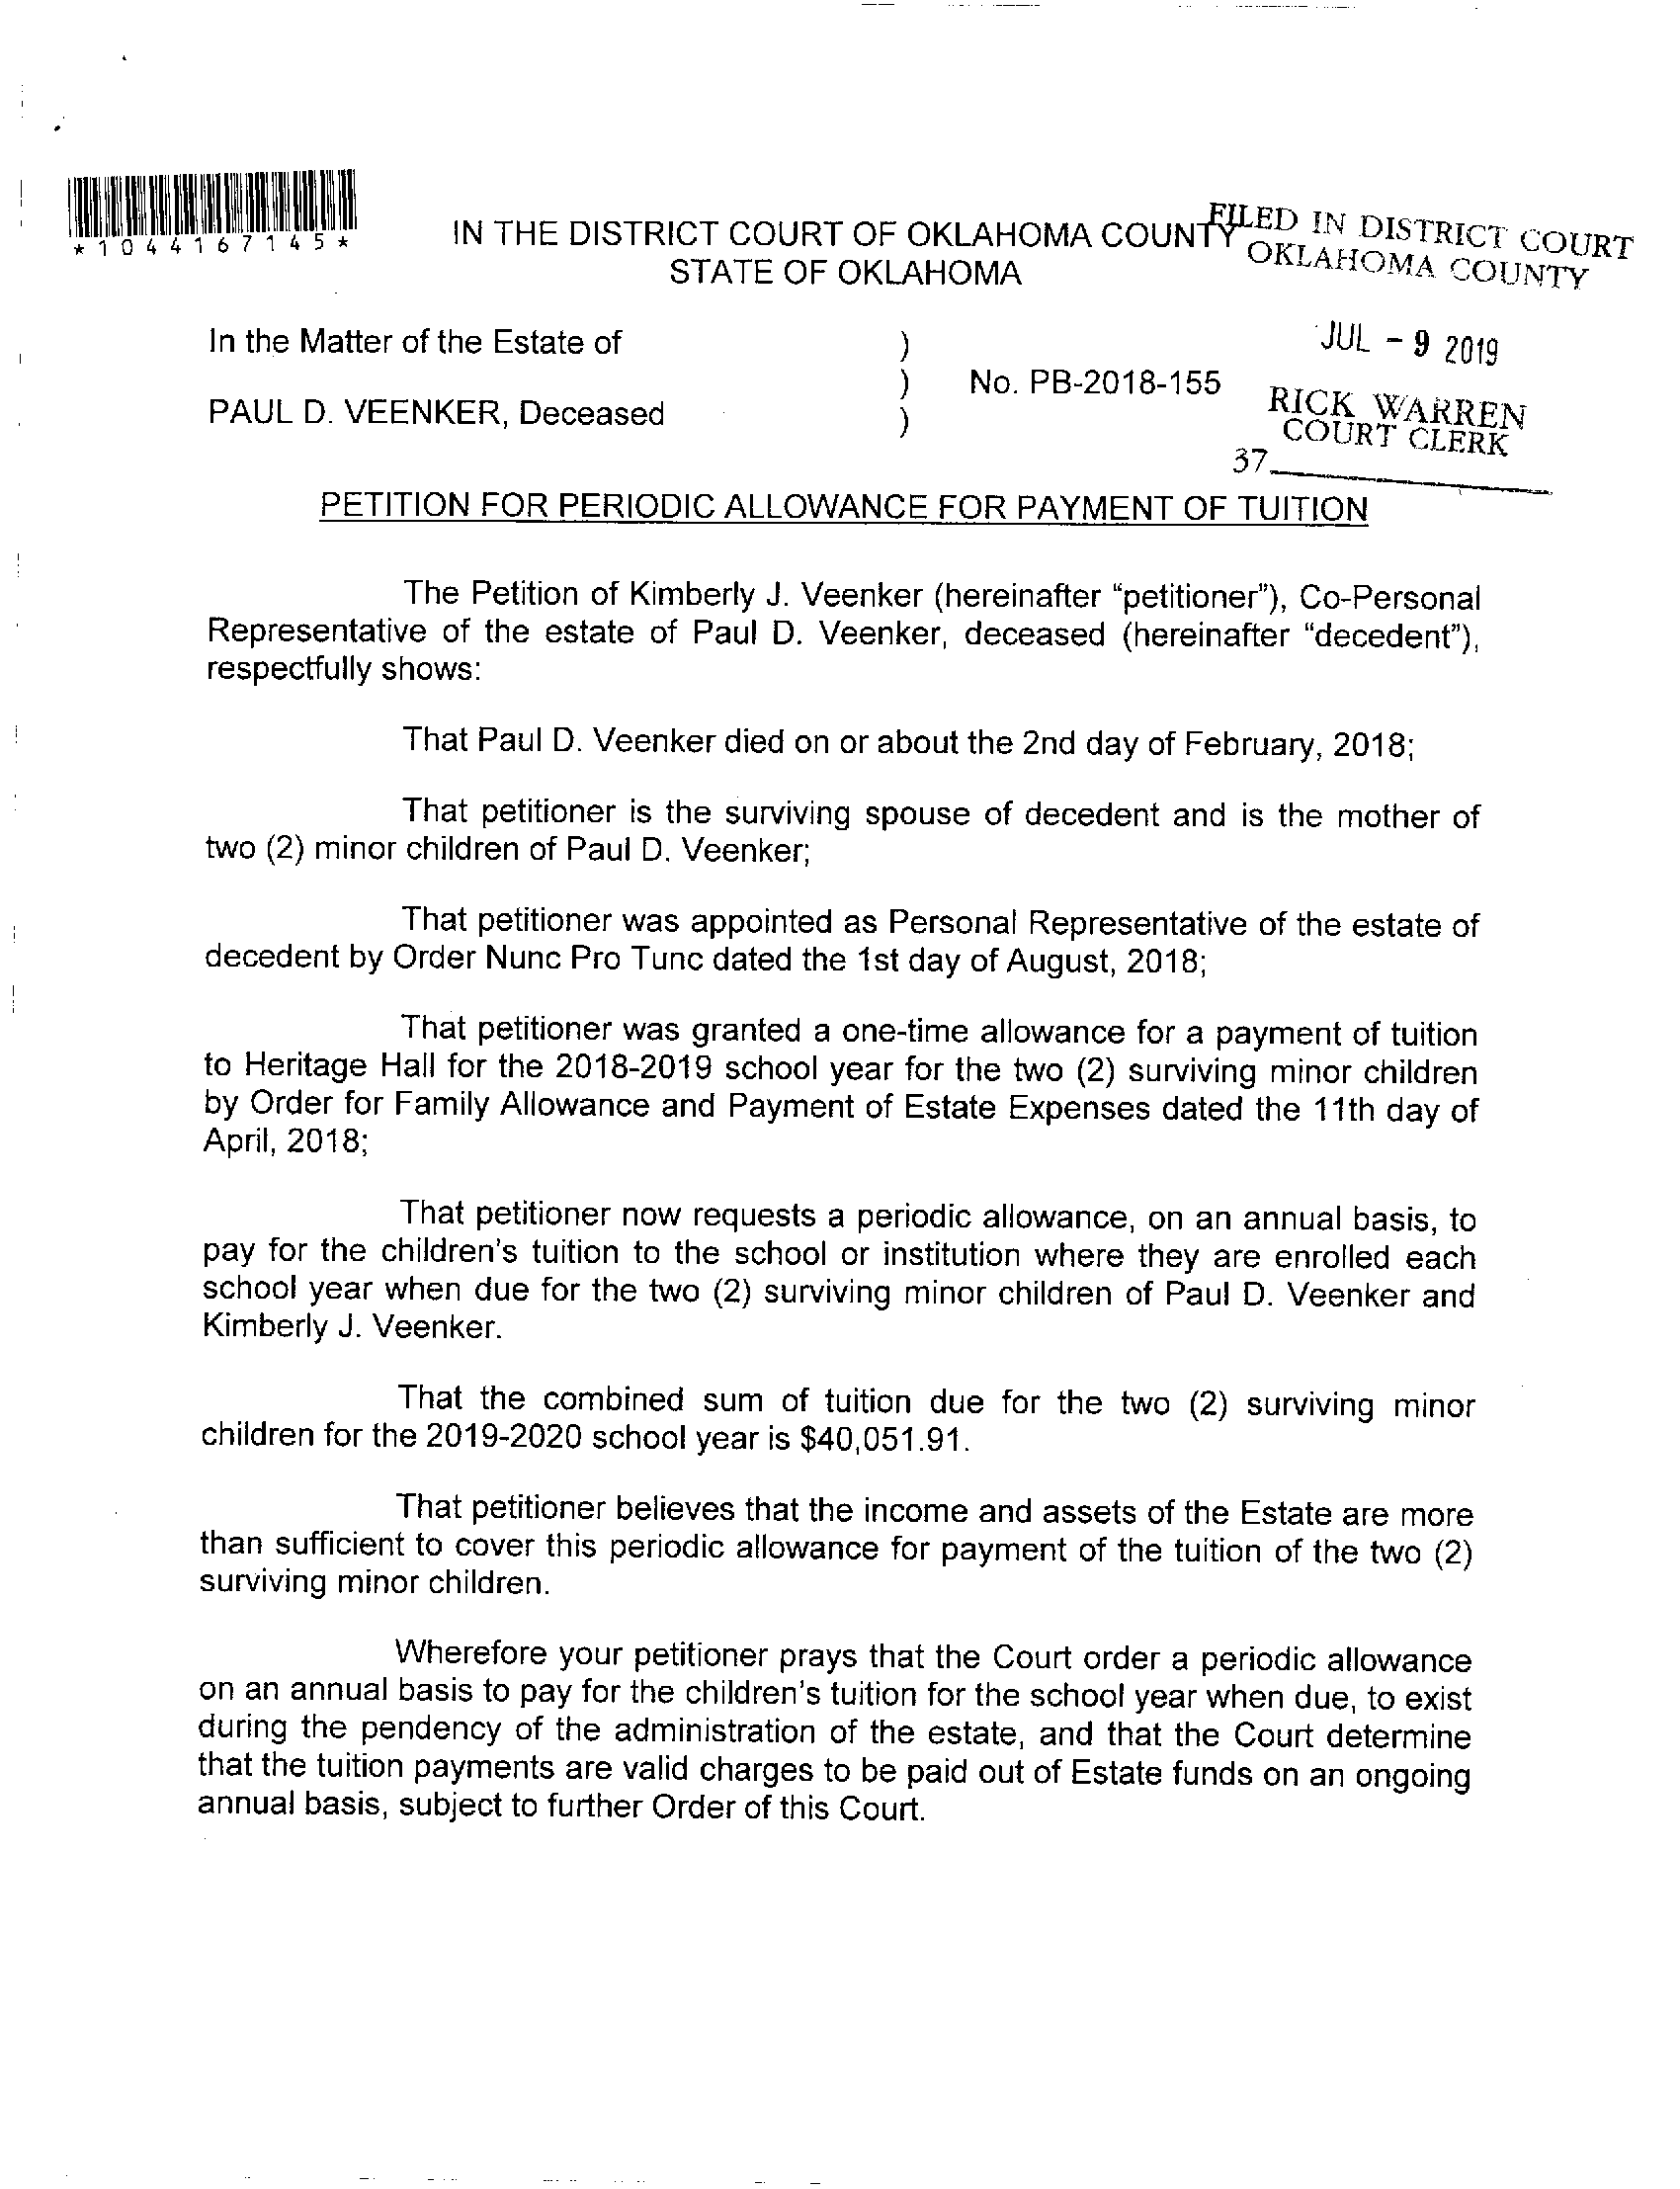 *1044167145*
IN THE DISTRICT COURT OF OKLAHOMA COUNTY
STATE OF OKLAHOMA
FILED IN DISTRICT COURT
OKLAHOMA COUNTY
JUL - 9 2019
RICK WARREN
COURT CLERK
37
In the Matter of the Estate of )
) No. PB-2018-155
PAUL D. VEENKER, Deceased )
PETITION FOR PERIODIC ALLOWANCE FOR PAYMENT OF TUITION
The Petition of Kimberly J. Veenker (hereinafter “petitioner”), Co-Personal
Representative of the estate of Paul D. Veenker, deceased (hereinafter “decedent”),
respectfully shows:
That Paul D. Veenker died on or about the 2nd day of February, 2018;
That petitioner is the surviving spouse of decedent and is the mother of
two (2) minor children of Paul D. Veenker;
That petitioner was appointed as Personal Representative of the estate of
decedent by Order Nunc Pro Tunc dated the 1st day of August, 2018;
That petitioner was granted a one-time allowance for a payment of tuition
to Heritage Hall for the 2018-2019 school year for the two (2) surviving minor children
by Order for Family Allowance and Payment of Estate Expenses dated the 11th day of
April, 2018;
That petitioner now requests a periodic allowance, on an annual basis, to
pay for the children's tuition to the school or institution where they are enrolled each
school year when due for the two (2) surviving minor children of Paul D. Veenker and
Kimberly J. Veenker.
That the combined sum of tuition due for the two (2) surviving minor
children for the 2019-2020 school year is $40,051.91.
That petitioner believes that the income and assets of the Estate are more
than sufficient to cover this periodic allowance for payment of the tuition of the two (2)
surviving minor children.
Wherefore your petitioner prays that the Court order a periodic allowance
on an annual basis to pay for the children's tuition for the school year when due, to exist
during the pendency of the administration of the estate, and that the Court determine
that the tuition payments are valid charges to be paid out of Estate funds on an ongoing
annual basis, subject to further Order of this Court.